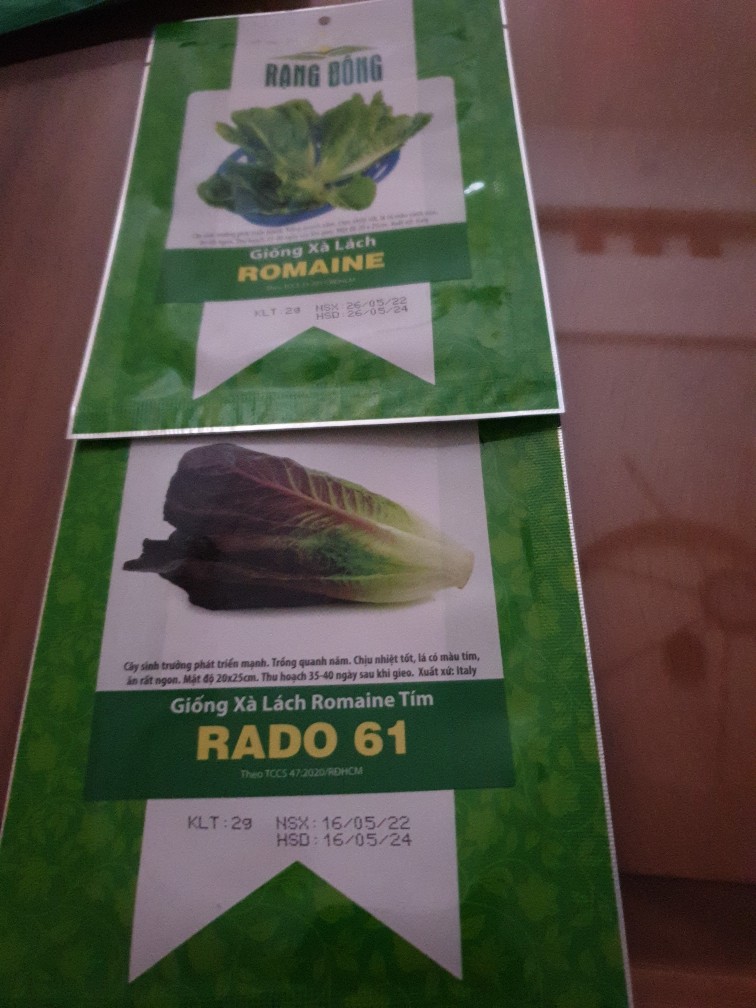 RẠNG ĐÔNG
Giống Xà Lách
ROMAINE
KLT:2g NSX:26/05/22
HSD:26/05/24
Cây sinh trưởng phát triển mạnh. Trồng quanh năm. Chịu nhiệt tốt, lá có màu tím,
ăn rất ngon. Mật độ 20x25cm. Thu hoạch 35-40 ngày sau khi gieo. Xuất xứ: Italy
Giống Xà Lách Romaine Tím
RADO 61
Theo TCCS 47:2020/RĐHCM
KLT:2g NSX:16/05/22
HSD:16/05/24